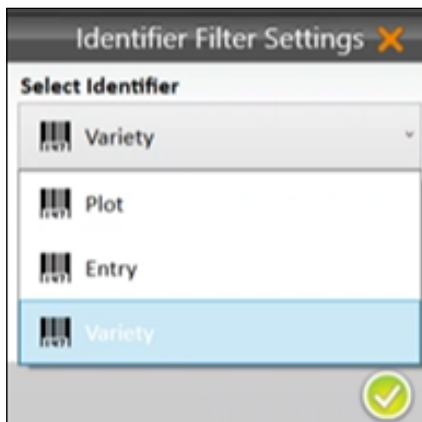 Identifier Filter Settings
Select Identifier
Variety
Plot
Entry
Variety